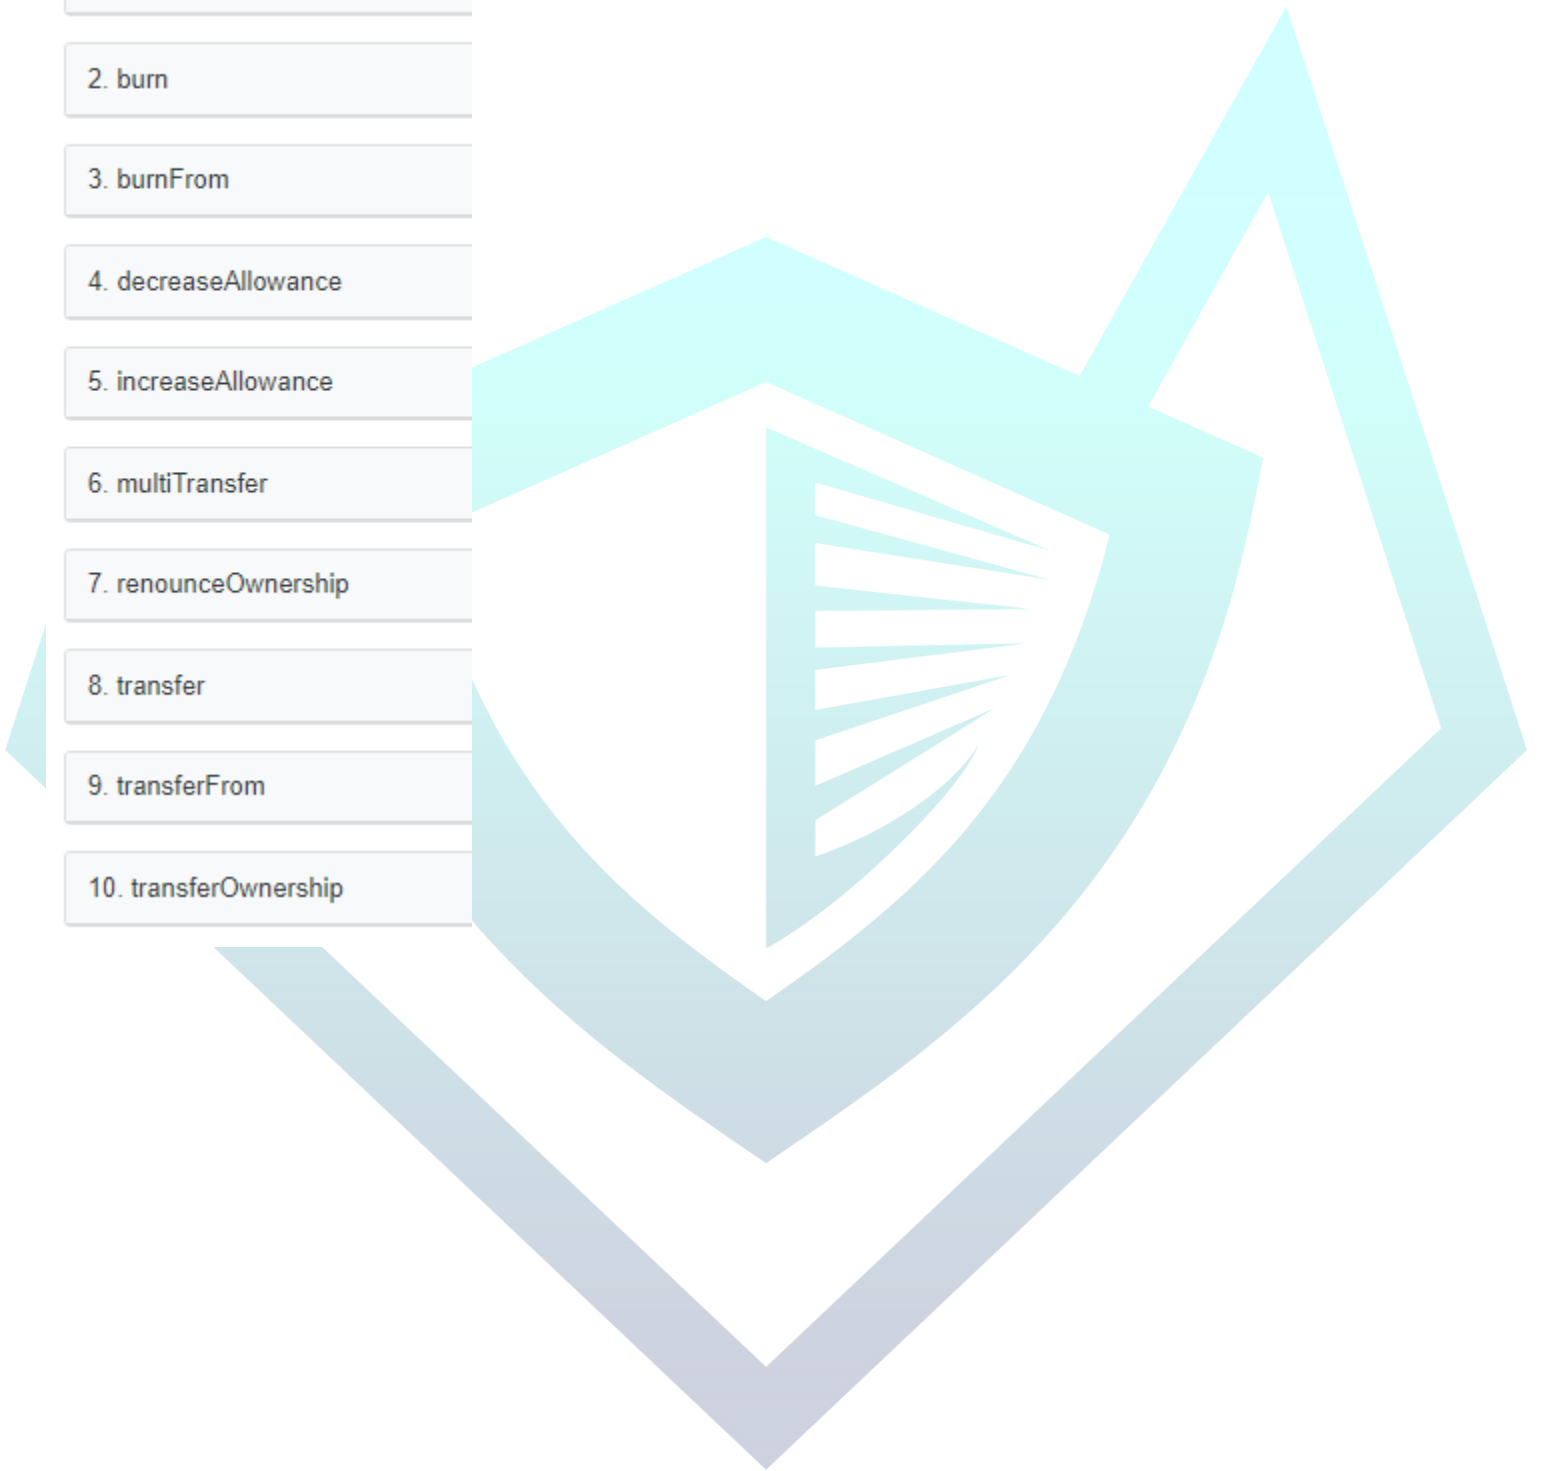 2. burn
3. burnFrom
4. decreaseAllowance
5. increaseAllowance
6. multiTransfer
7. renounceOwnership
8. transfer
9. transferFrom
10. transferOwnership